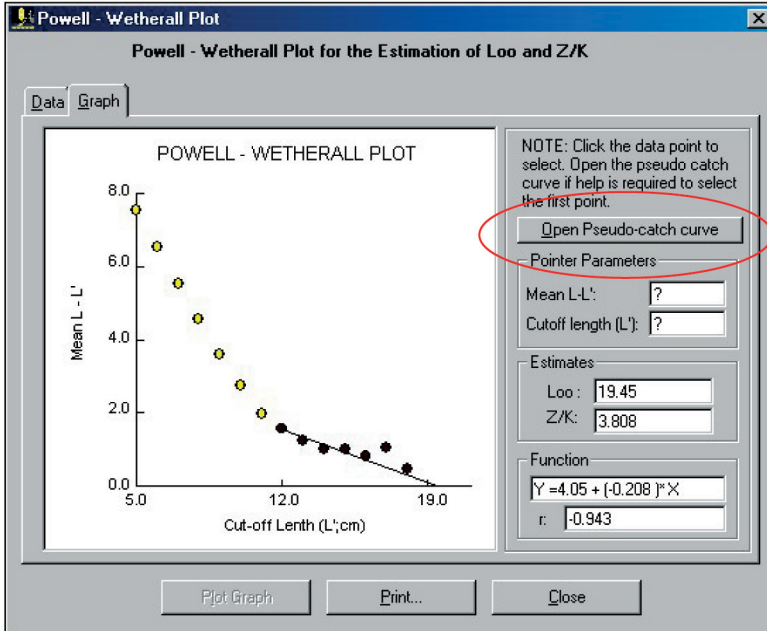 Powell - Wetherall Plot
Powell - Wetherall Plot for the Estimation of Loo and Z/K
Data
Graph
POWELL - WETHERALL PLOT
8.0
6.0
4.0
2.0
0.0
5.0
12.0
19.0
Mean L - L'
Cut-off Lenth (L';cm)
NOTE: Click the data point to
select. Open the pseudo catch
curve if help is required to select
the first point.
Open Pseudo-catch curve
Pointer Parameters
Mean L-L': ?
Cutoff length (L'): ?
Estimates
Loo : 19.45
Z/K: 3.808
Function
Y =4.05 + (-0.208 )* X
r: -0.943
Plot Graph
Print...
Close